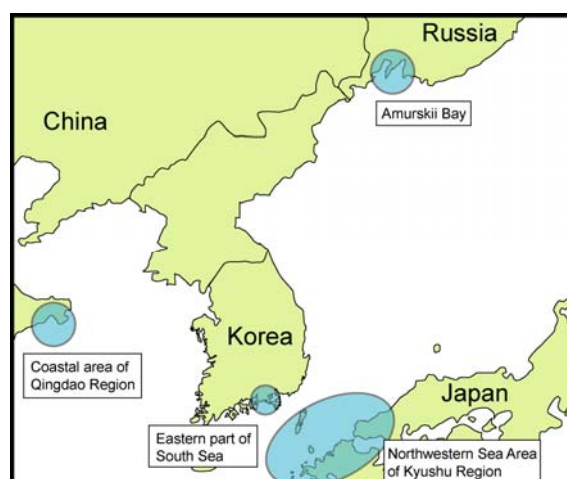 Russia
Amurskii Bay
China
Korea
Coastal area of
Qingdao Region
Japan
Eastern part of
South Sea
Northwestern Sea Area
of Kyushu Region